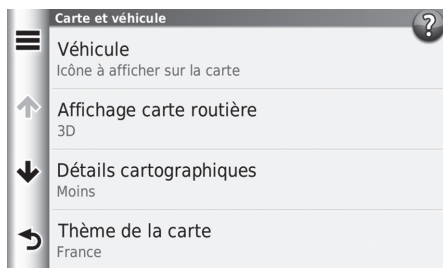 Carte et véhicule
?
Véhicule
Icône à afficher sur la carte
Affichage carte routière
3D
Détails cartographiques
Moins
Thème de la carte
France